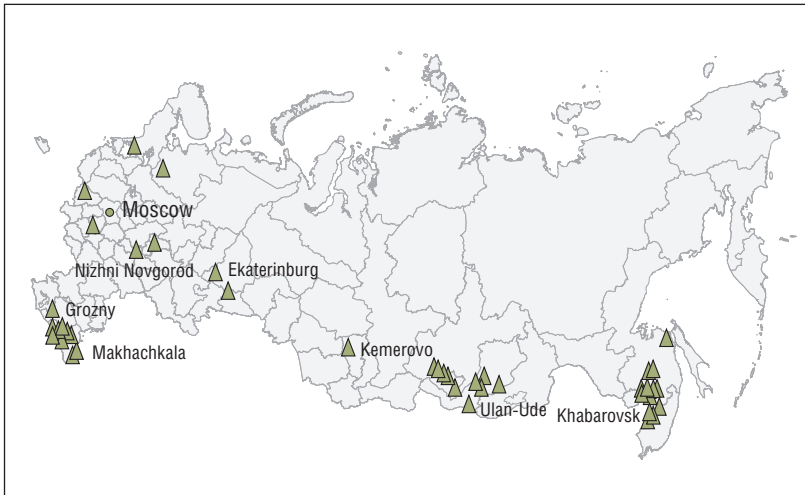 Moscow
Nizhni Novgorod
Ekaterinburg
Grozny
Makhachkala
Kemerovo
Ulan-Ude
Khabarovsk